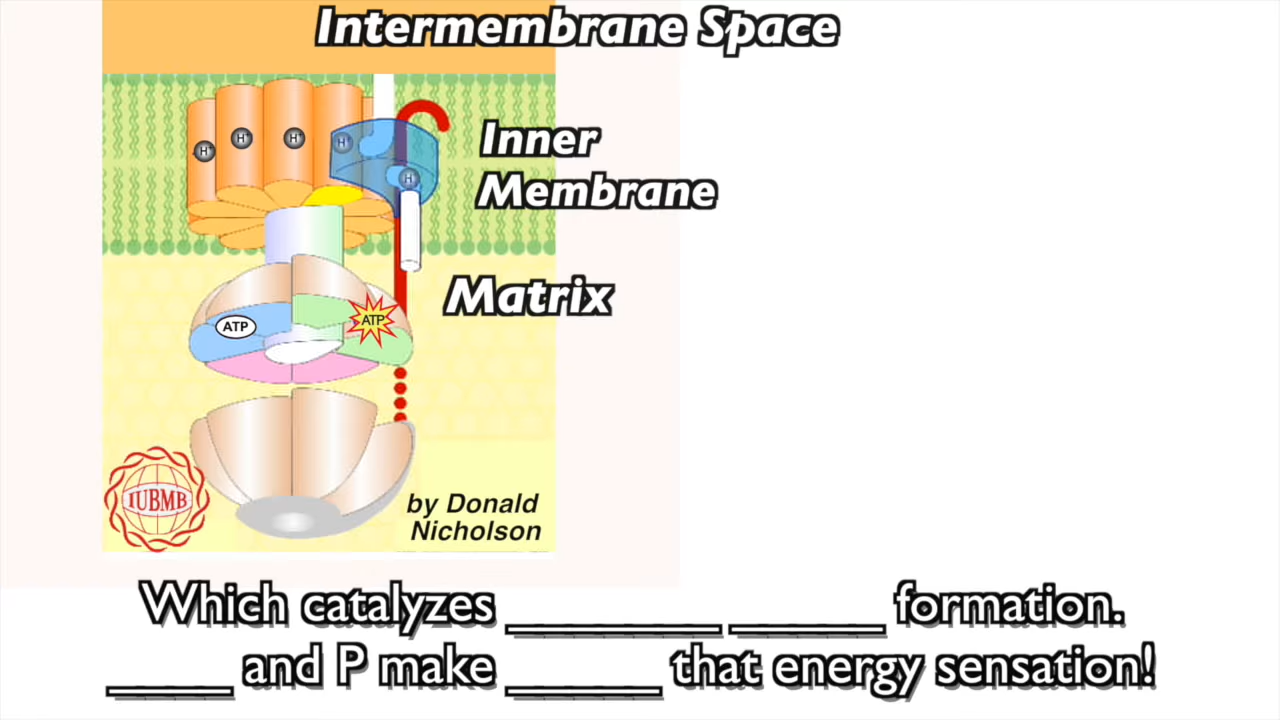 Intermembrane Space
Inner
Membrane
Matrix
H+
H+
H+
H+
H
ATP
ATP
IUBMB
by Donald
Nicholson
Which catalyzes ________ ______ formation.
_____ and P make ______ that energy sensation!